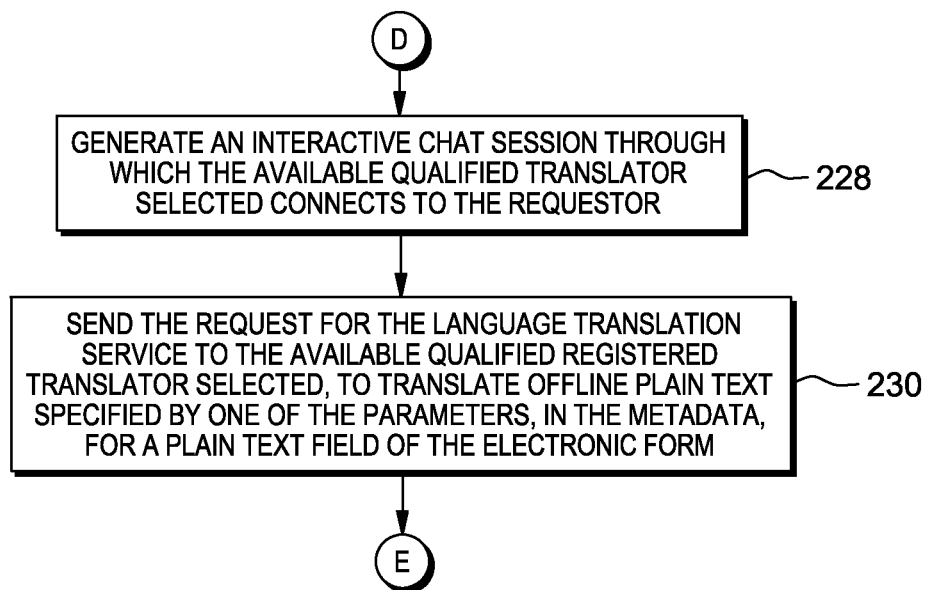 D
GENERATE AN INTERACTIVE CHAT SESSION THROUGH
WHICH THE AVAILABLE QUALIFIED TRANSLATOR
SELECTED CONNECTS TO THE REQUESTOR
228
SEND THE REQUEST FOR THE LANGUAGE TRANSLATION
SERVICE TO THE AVAILABLE QUALIFIED REGISTERED
TRANSLATOR SELECTED, TO TRANSLATE OFFLINE PLAIN TEXT
SPECIFIED BY ONE OF THE PARAMETERS, IN THE METADATA,
FOR A PLAIN TEXT FIELD OF THE ELECTRONIC FORM
230
E